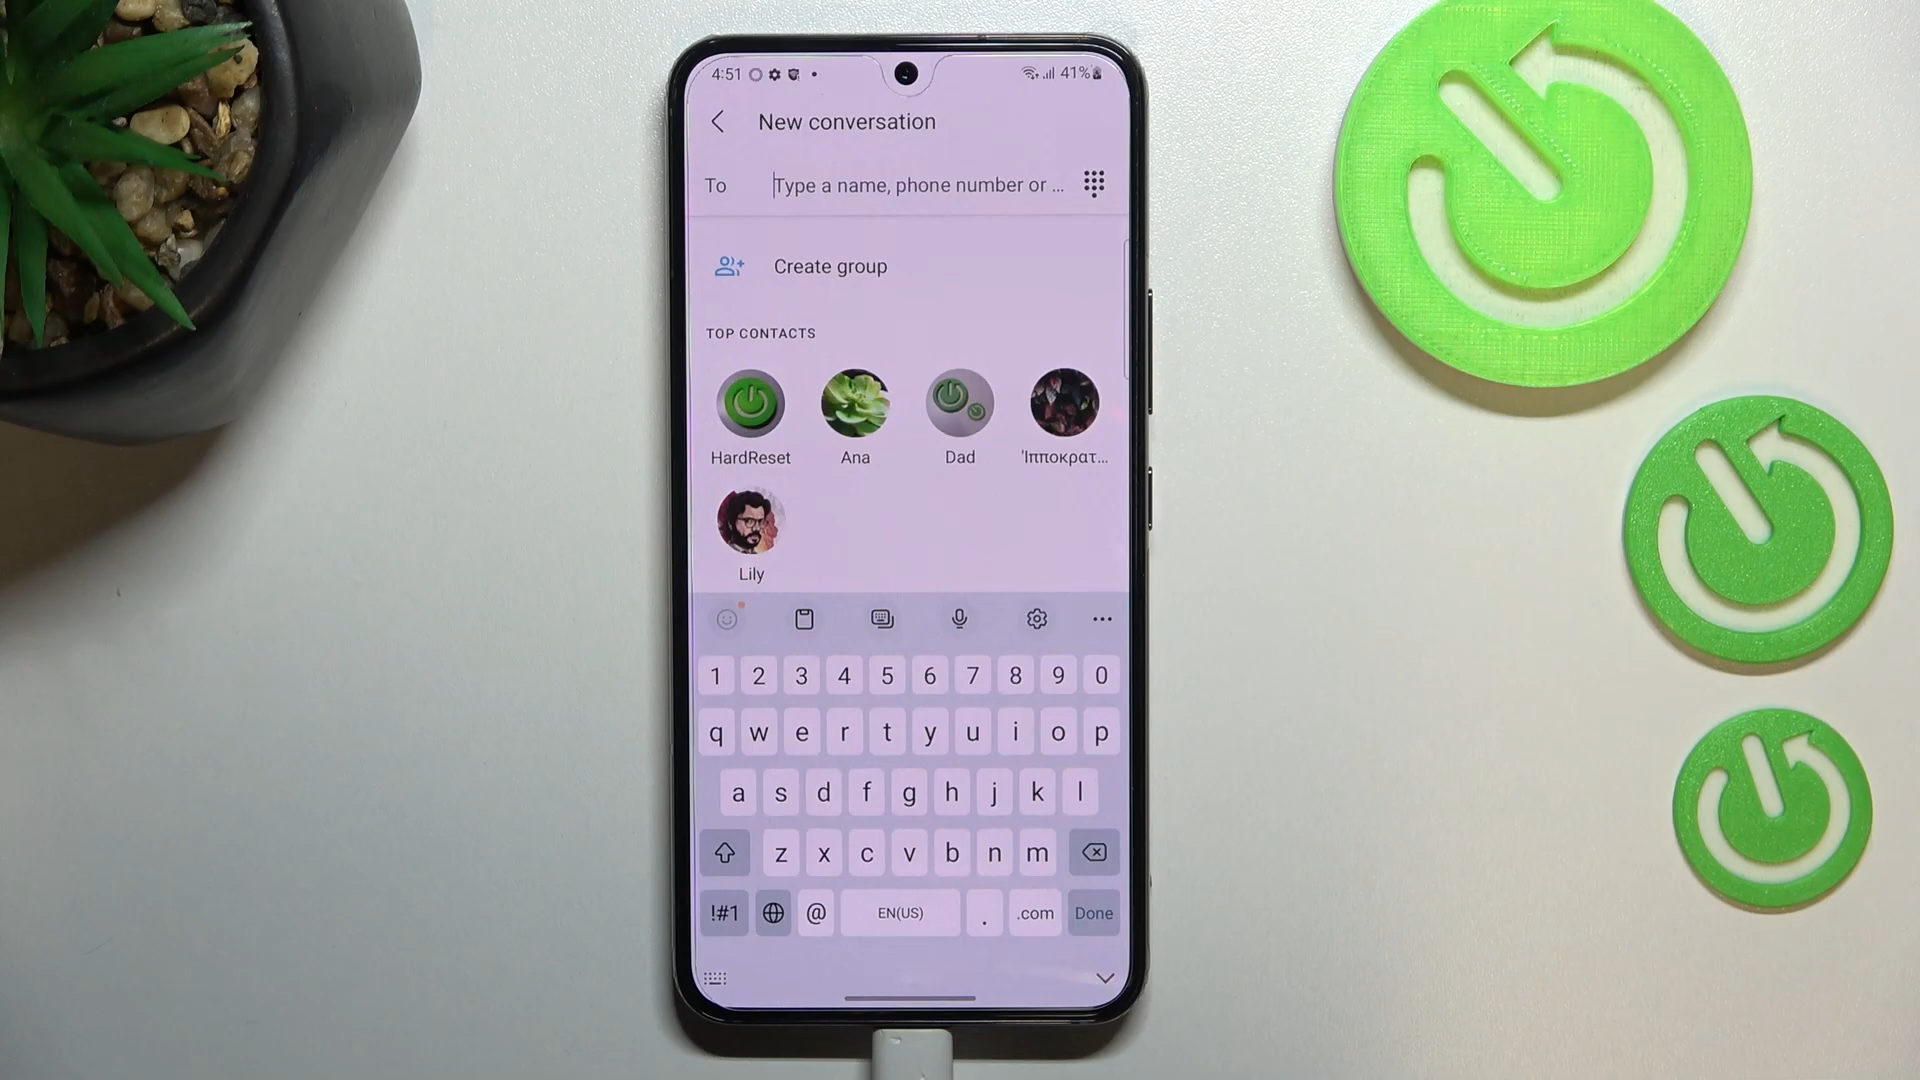 4:51 41%
New conversation
To Type a name, phone number or ...
Create group
TOP CONTACTS
HardReset Ana Dad Ἱπποκρατ...
Lily
1 2 3 4 5 6 7 8 9 0
q w e r t y u i o p
a s d f g h j k l
z x c v b n m
!#1 @ EN(US) . .com Done